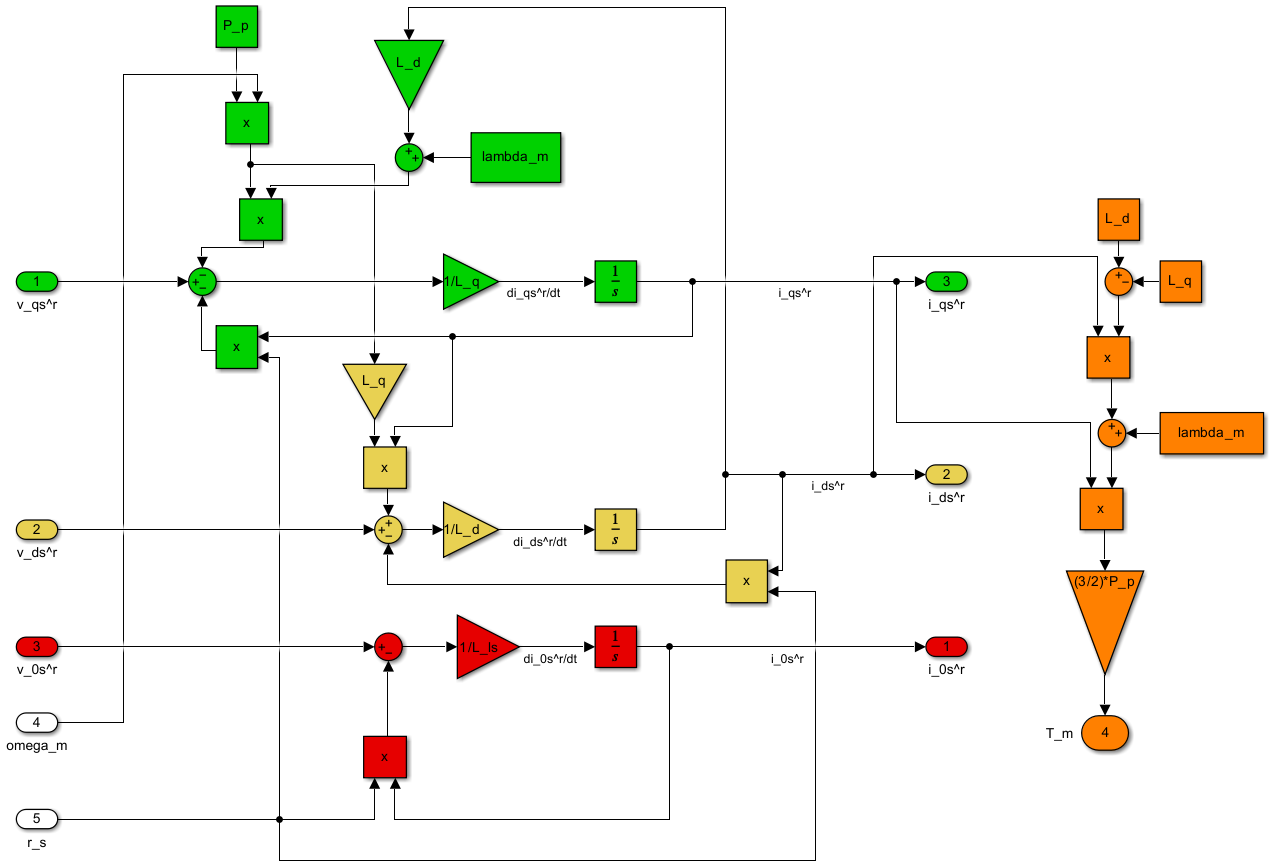 P_p
L_d
x
+
+
lambda_m
x
L_d
1
v_qs^r
−
+
−
1/L_q
di_qs^r/dt
1
s
i_qs^r
3
i_qs^r
+
−
L_q
x
L_q
x
+
+
lambda_m
x
i_ds^r
2
i_ds^r
x
2
v_ds^r
+
+
−
1/L_d
di_ds^r/dt
1
s
x
(3/2)*P_p
3
v_0s^r
+
−
1/L_ls
di_0s^r/dt
1
s
i_0s^r
1
i_0s^r
4
omega_m
T_m
4
x
5
r_s